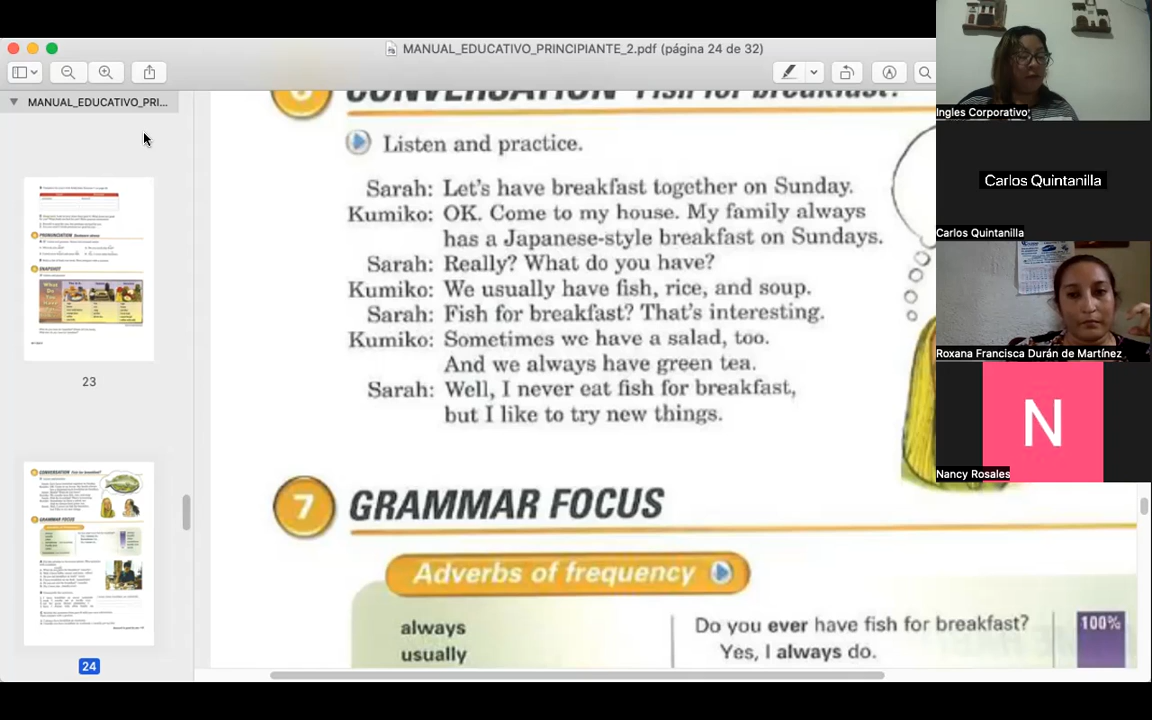 MANUAL_EDUCATIVO_PRINCIPIANTE_2.pdf (página 24 de 32)
MANUAL_EDUCATIVO_PRI...
23
24
CONVERSATION Fish for breakfast?
Listen and practice.
Sarah: Let's have breakfast together on Sunday.
Kumiko: OK. Come to my house. My family always
has a Japanese-style breakfast on Sundays.
Sarah: Really? What do you have?
Kumiko: We usually have fish, rice, and soup.
Sarah: Fish for breakfast? That's interesting.
Kumiko: Sometimes we have a salad, too.
And we always have green tea.
Sarah: Well, I never eat fish for breakfast,
but I like to try new things.
7 GRAMMAR FOCUS
Adverbs of frequency
always
usually
Do you ever have fish for breakfast?
Yes, I always do.
100%
Ingles Corporativo
Carlos Quintanilla
Carlos Quintanilla
Roxana Francisca Durán de Martínez
N
Nancy Rosales